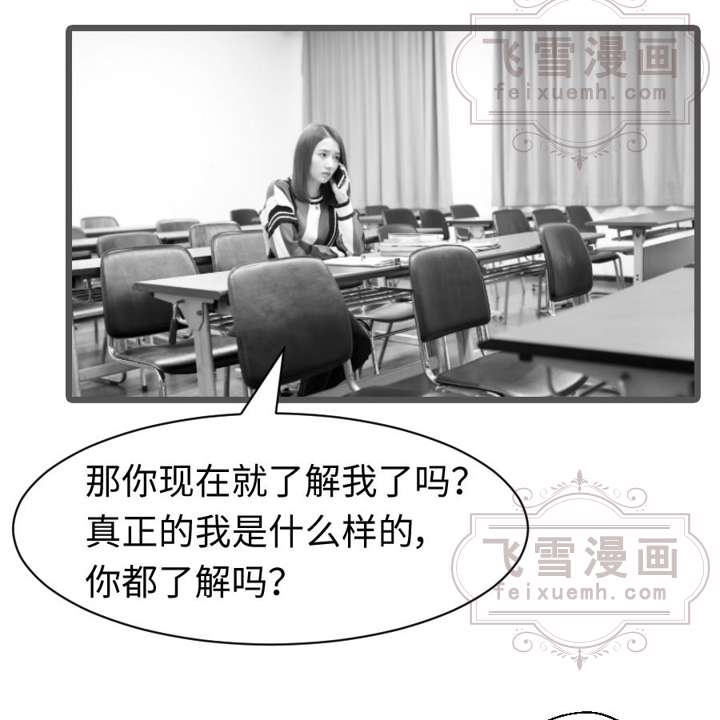 飞雪漫画
feixuemh.com
那你现在就了解我了吗?
真正的我是什么样的,
你都了解吗?
飞雪漫画
feixuemh.com